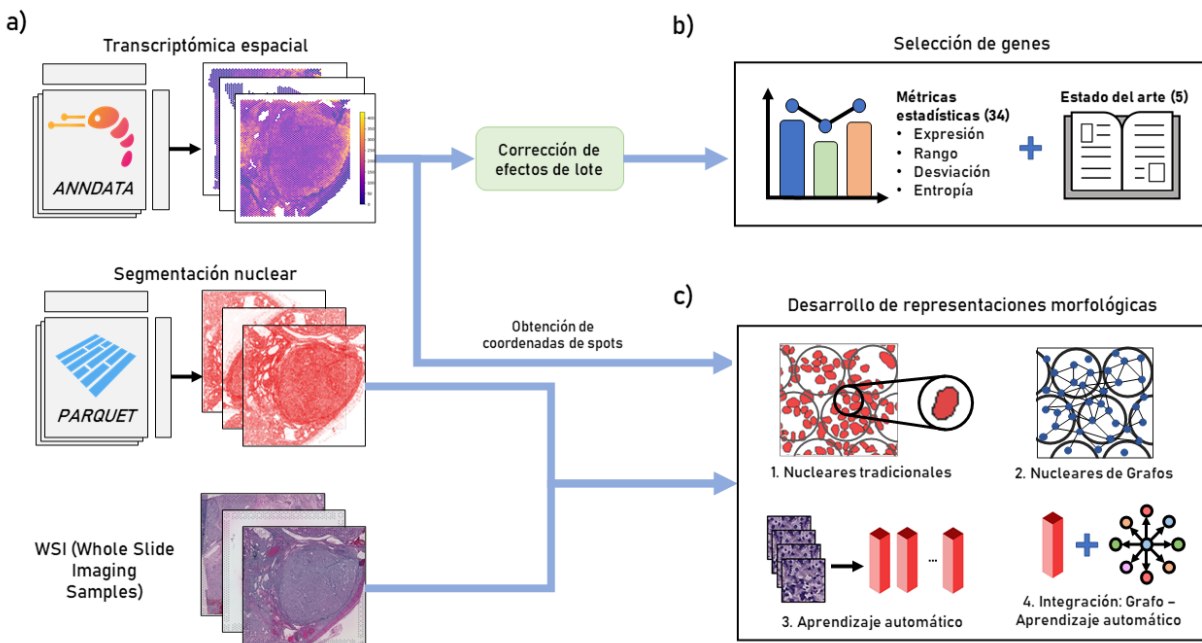 a)
Transcriptómica espacial
ANNDATA
Corrección de
efectos de lote
Segmentación nuclear
PARQUET
Obtención de
coordenadas de spots
WSI (Whole Slide
Imaging
Samples)
b)
Selección de genes
Métricas
estadísticas (34)
• Expresión
• Rango
• Desviación
• Entropía
Estado del arte (5)
c)
Desarrollo de representaciones morfológicas
1. Nucleares tradicionales
2. Nucleares de Grafos
...
3. Aprendizaje automático
4. Integración: Grafo –
Aprendizaje automático